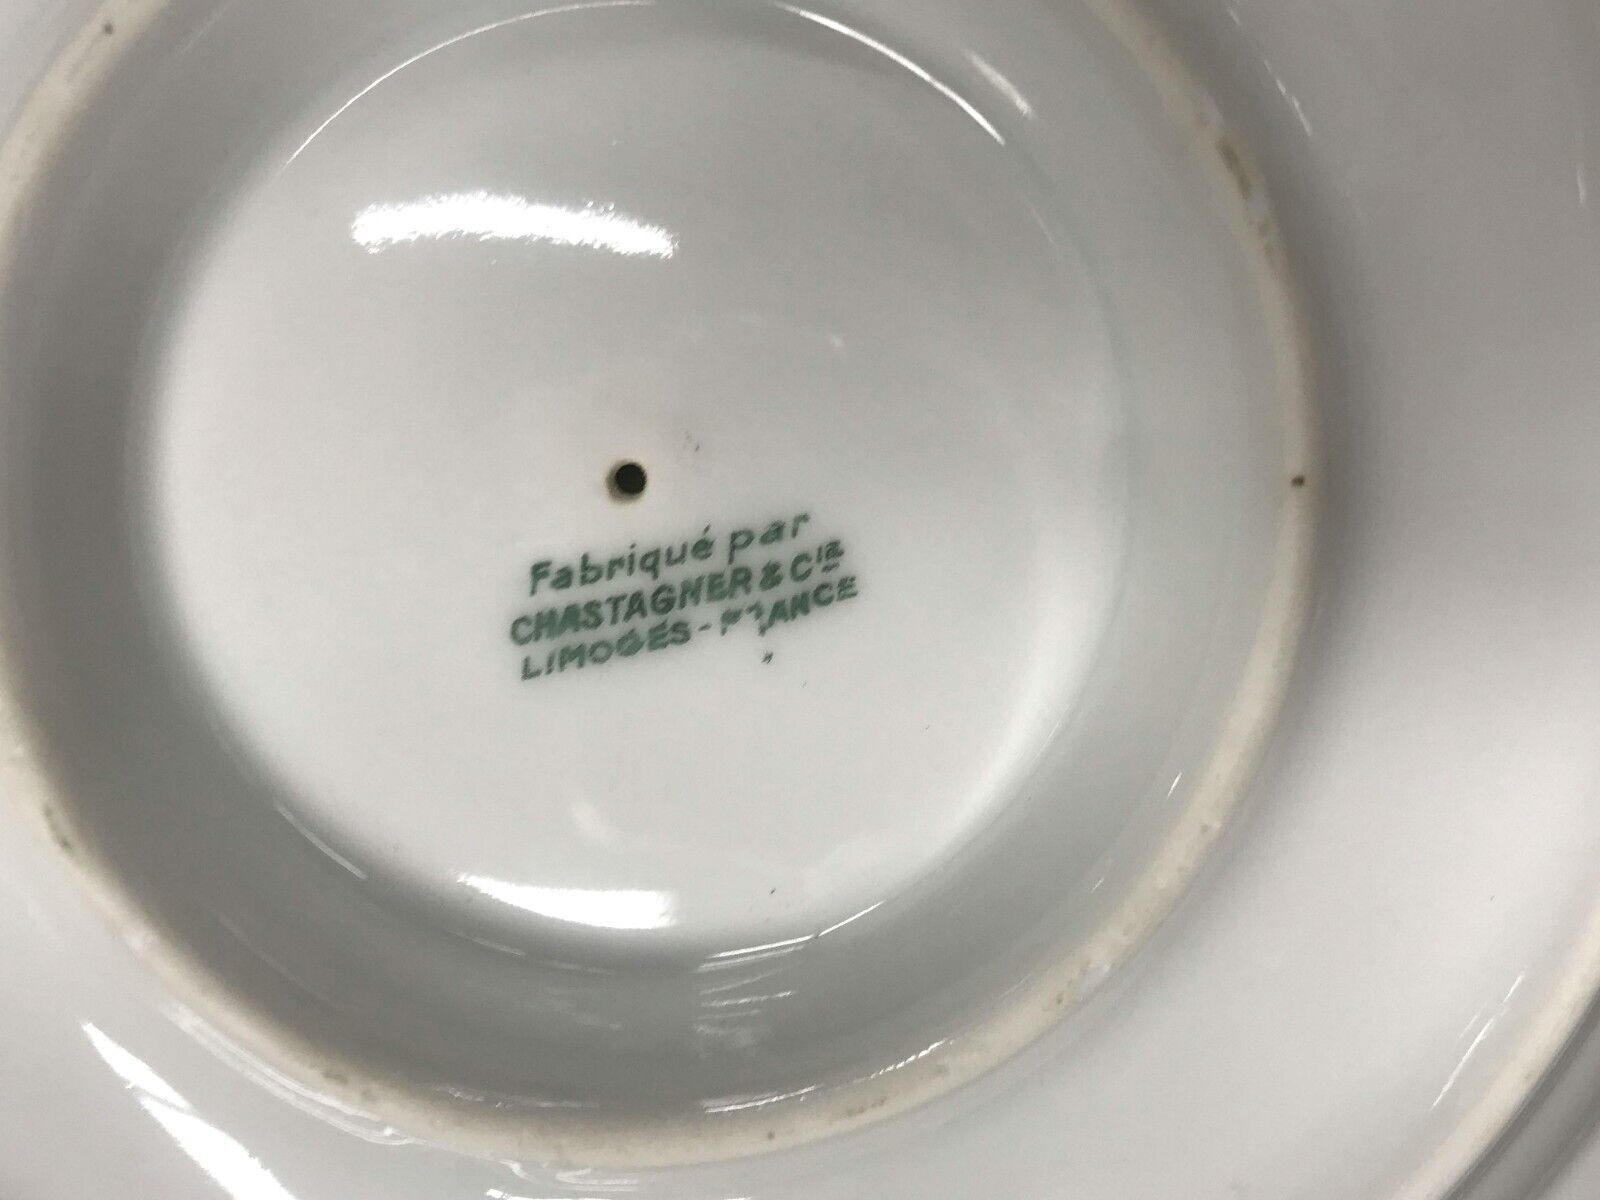 Fabriqué par
CHASTAGNER & Cie
LIMOGES - FRANCE